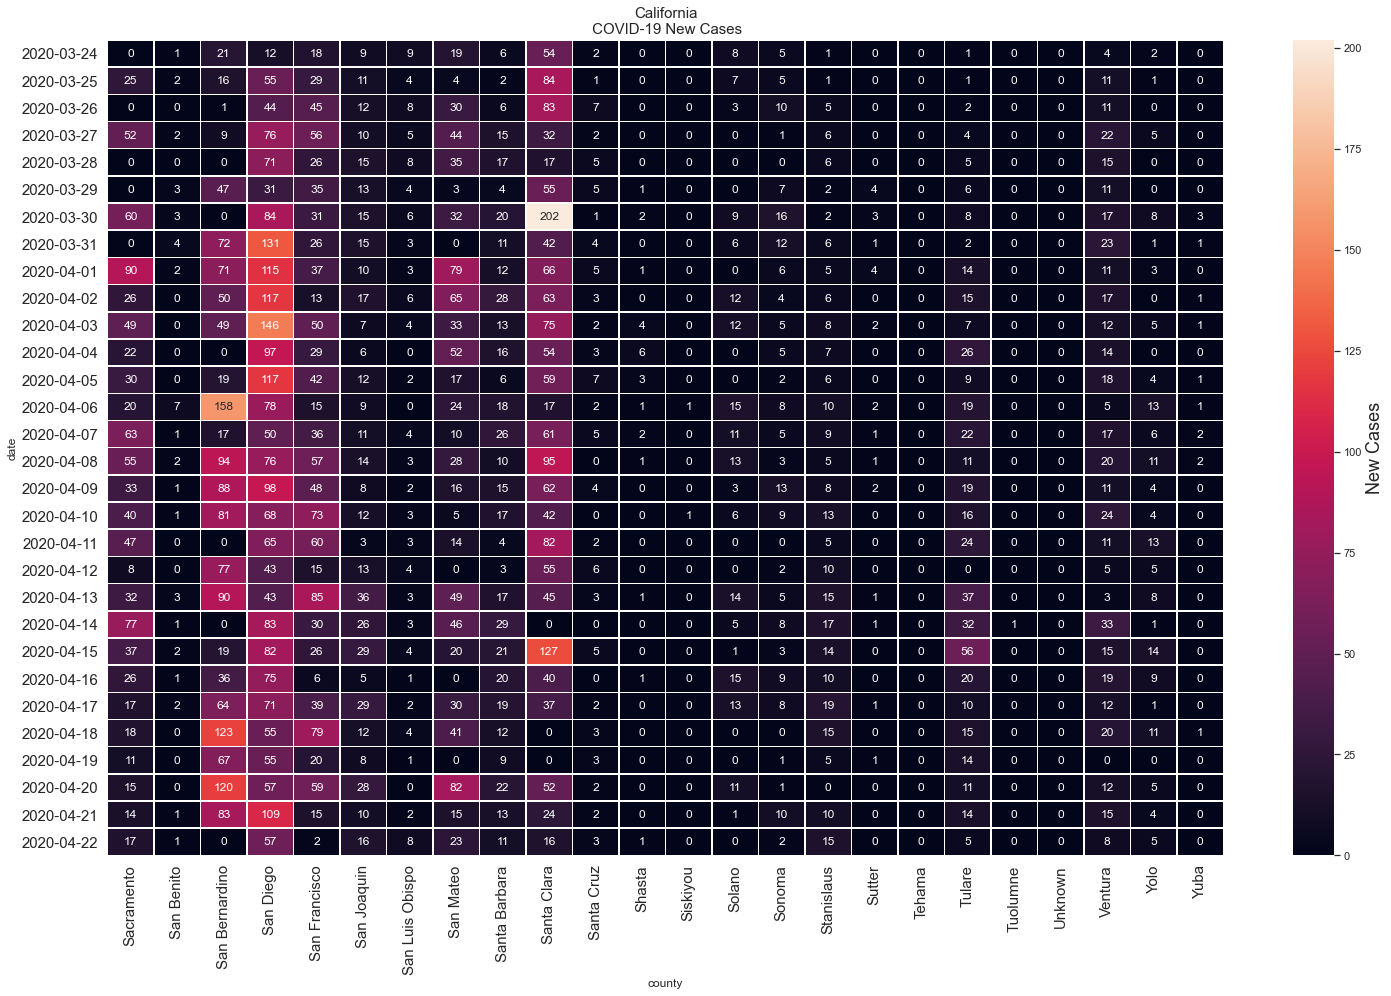 California
COVID-19 New Cases
date
2020-03-24 0 1 21 12 18 9 9 19 6 54 2 0 0 8 5 1 0 0 1 0 0 4 2 0
2020-03-25 25 2 16 55 29 11 4 4 2 84 1 0 0 7 5 1 0 0 1 0 0 11 1 0
2020-03-26 0 0 1 44 45 12 8 30 6 83 7 0 0 3 10 5 0 0 2 0 0 11 0 0
2020-03-27 52 2 9 76 56 10 5 44 15 32 2 0 0 0 1 6 0 0 4 0 0 22 5 0
2020-03-28 0 0 0 71 26 15 8 35 17 17 5 0 0 0 0 6 0 0 5 0 0 15 0 0
2020-03-29 0 3 47 31 35 13 4 3 4 55 5 1 0 0 7 2 4 0 6 0 0 11 0 0
2020-03-30 60 3 0 84 31 15 6 32 20 202 1 2 0 9 16 2 3 0 8 0 0 17 8 3
2020-03-31 0 4 72 131 26 15 3 0 11 42 4 0 0 6 12 6 1 0 2 0 0 23 1 1
2020-04-01 90 2 71 115 37 10 3 79 12 66 5 1 0 0 6 5 4 0 14 0 0 11 3 0
2020-04-02 26 0 50 117 13 17 6 65 28 63 3 0 0 12 4 6 0 0 15 0 0 17 0 1
2020-04-03 49 0 49 146 50 7 4 33 13 75 2 4 0 12 5 8 2 0 7 0 0 12 5 1
2020-04-04 22 0 0 97 29 6 0 52 16 54 3 6 0 0 5 7 0 0 26 0 0 14 0 0
2020-04-05 30 0 19 117 42 12 2 17 6 59 7 3 0 0 2 6 0 0 9 0 0 18 4 1
2020-04-06 20 7 158 78 15 9 0 24 18 17 2 1 1 15 8 10 2 0 19 0 0 5 13 1
2020-04-07 63 1 17 50 36 11 4 10 26 61 5 2 0 11 5 9 1 0 22 0 0 17 6 2
2020-04-08 55 2 94 76 57 14 3 28 10 95 0 1 0 13 3 5 1 0 11 0 0 20 11 2
2020-04-09 33 1 88 98 48 8 2 16 15 62 4 0 0 3 13 8 2 0 19 0 0 11 4 0
2020-04-10 40 1 81 68 73 12 3 5 17 42 0 0 1 6 9 13 0 0 16 0 0 24 4 0
2020-04-11 47 0 0 65 60 3 3 14 4 82 2 0 0 0 0 5 0 0 24 0 0 11 13 0
2020-04-12 8 0 77 43 15 13 4 0 3 55 6 0 0 0 2 10 0 0 0 0 0 5 5 0
2020-04-13 32 3 90 43 85 36 3 49 17 45 3 1 0 14 5 15 1 0 37 0 0 3 8 0
2020-04-14 77 1 0 83 30 26 3 46 29 0 0 0 0 5 8 17 1 0 32 1 0 33 1 0
2020-04-15 37 2 19 82 26 29 4 20 21 127 5 0 0 1 3 14 0 0 56 0 0 15 14 0
2020-04-16 26 1 36 75 6 5 1 0 20 40 0 1 0 15 9 10 0 0 20 0 0 19 9 0
2020-04-17 17 2 64 71 39 29 2 30 19 37 2 0 0 13 8 19 1 0 10 0 0 12 1 0
2020-04-18 18 0 123 55 79 12 4 41 12 0 3 0 0 0 0 15 0 0 15 0 0 20 11 1
2020-04-19 11 0 67 55 20 8 1 0 9 0 3 0 0 0 1 5 1 0 14 0 0 0 0 0
2020-04-20 15 0 120 57 59 28 0 82 22 52 2 0 0 11 1 0 0 0 11 0 0 12 5 0
2020-04-21 14 1 83 109 15 10 2 15 13 24 2 0 0 1 10 10 0 0 14 0 0 15 4 0
2020-04-22 17 1 0 57 2 16 8 23 11 16 3 1 0 0 2 15 0 0 5 0 0 8 5 0
Sacramento San Benito San Bernardino San Diego San Francisco San Joaquin San Luis Obispo San Mateo Santa Barbara Santa Clara Santa Cruz Shasta Siskiyou Solano Sonoma Stanislaus Sutter Tehama Tulare Tuolumne Unknown Ventura Yolo Yuba
county
200
175
150
125
100
75
50
25
0
New Cases